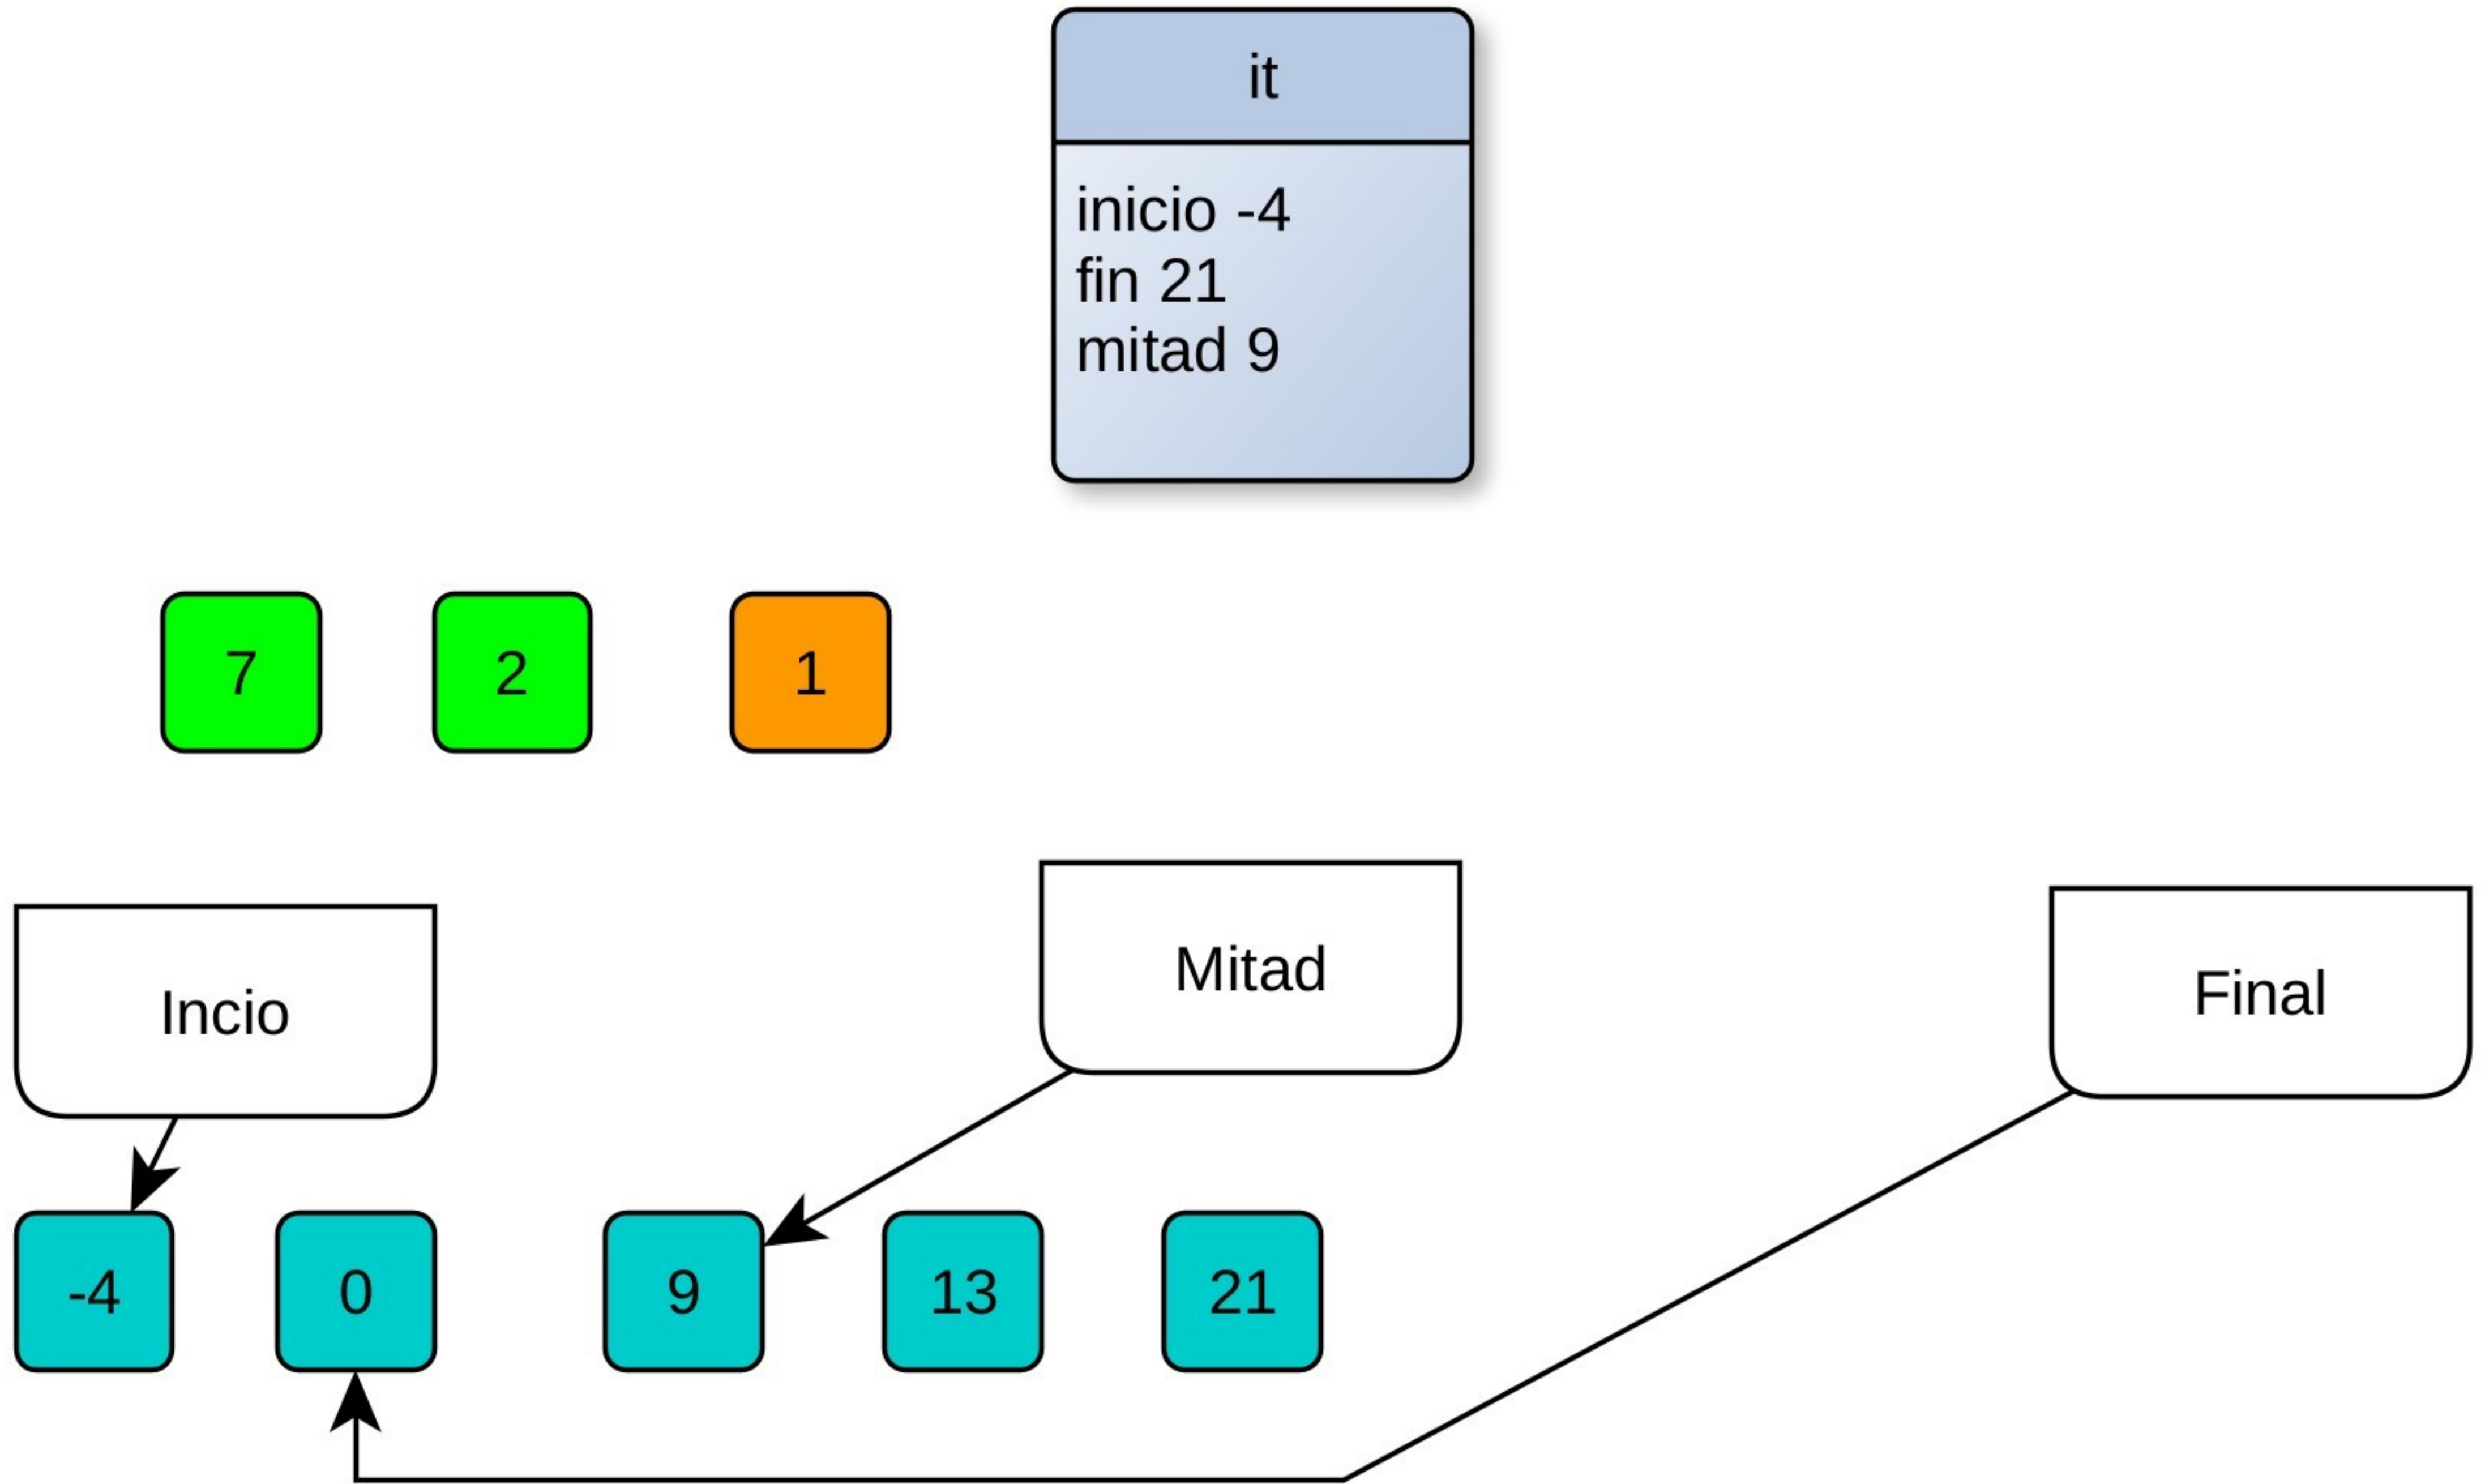 it
inicio -4
fin 21
mitad 9
7 2 1
Incio
Mitad
Final
-4 0 9 13 21